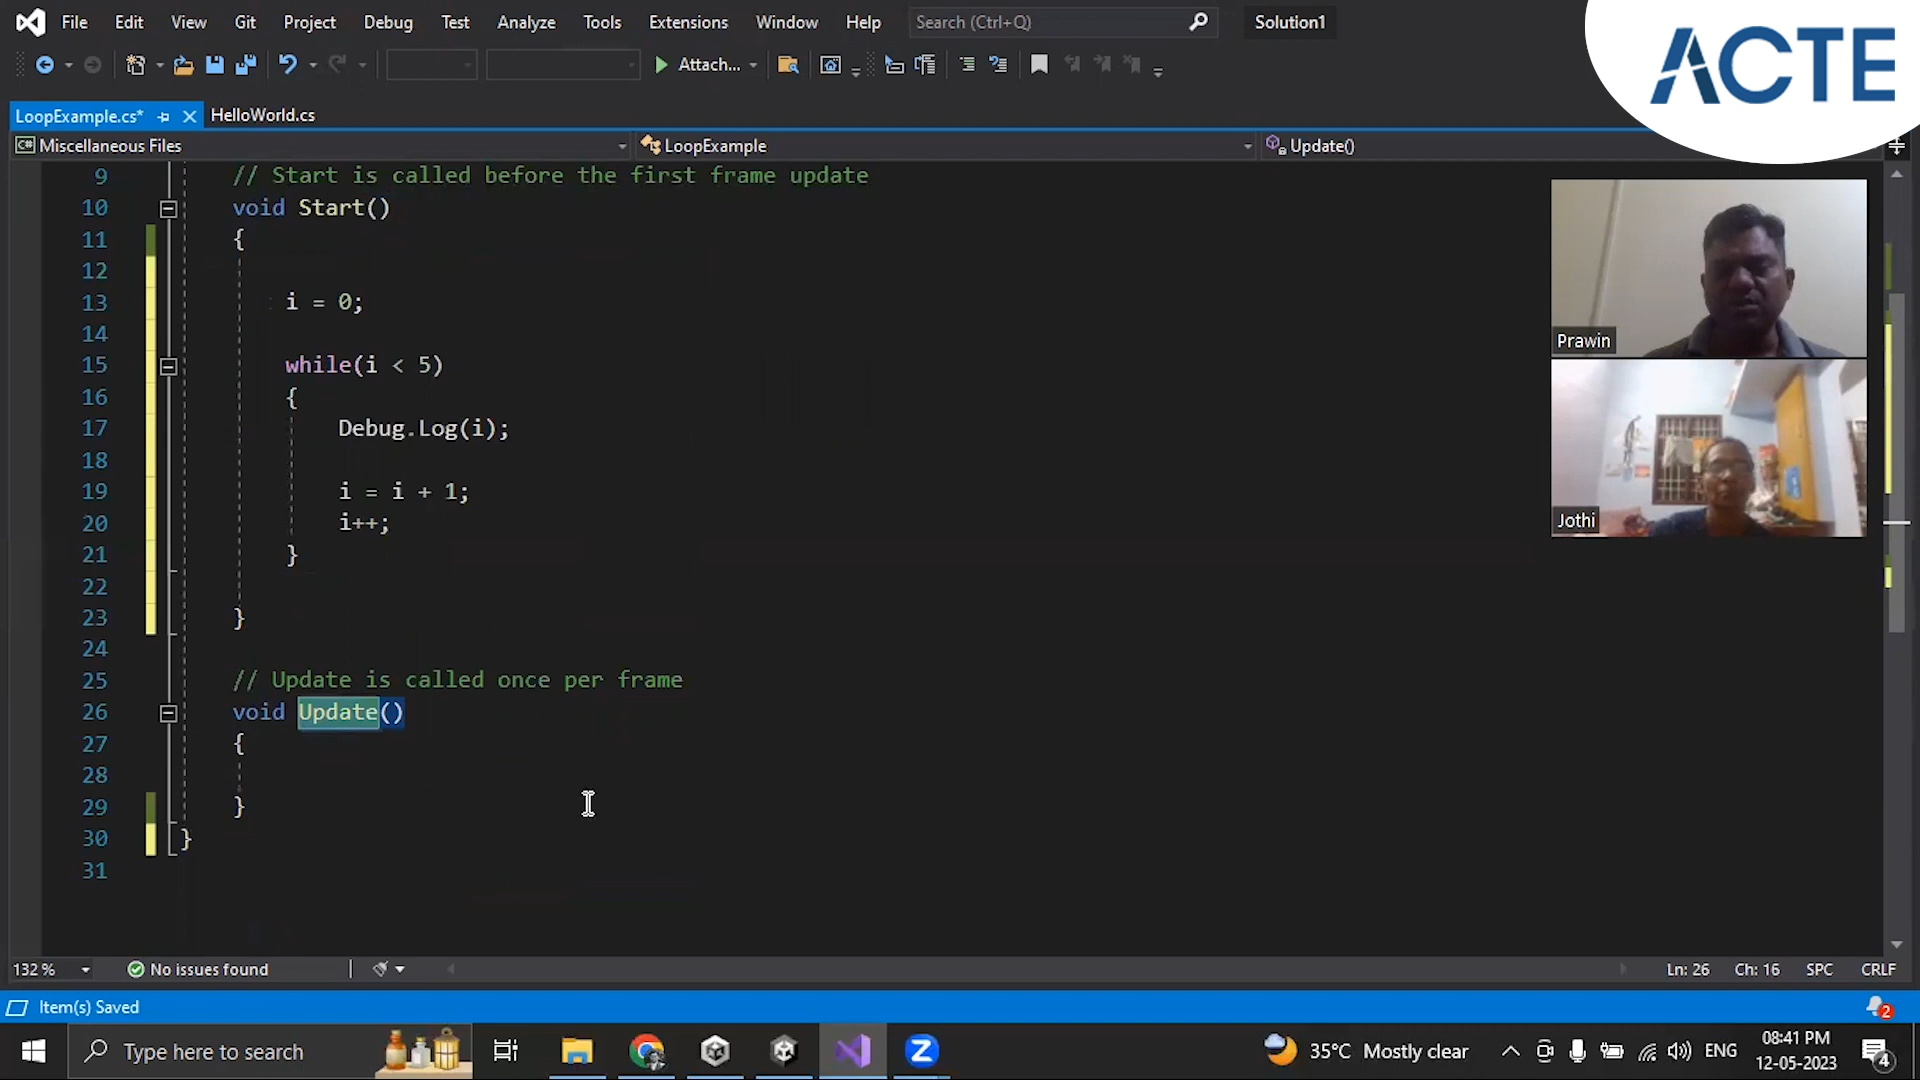 File Edit View Git Project Debug Test Analyze Tools Extensions Window Help Search (Ctrl+Q) Solution1
ACTE
Attach...
LoopExample.cs* HelloWorld.cs
Miscellaneous Files LoopExample Update()
9 // Start is called before the first frame update
10 void Start()
11 {
12
13 i = 0;
14
15 while(i < 5)
16 {
17 Debug.Log(i);
18
19 i = i + 1;
20 i++;
21 }
22
23 }
24
25 // Update is called once per frame
26 void Update()
27 {
28
29 }
30 }
31
Prawin
Jothi
132 % No issues found Ln: 26 Ch: 16 SPC CRLF
Item(s) Saved 2
Type here to search 35°C Mostly clear ENG 08:41 PM 12-05-2023 4